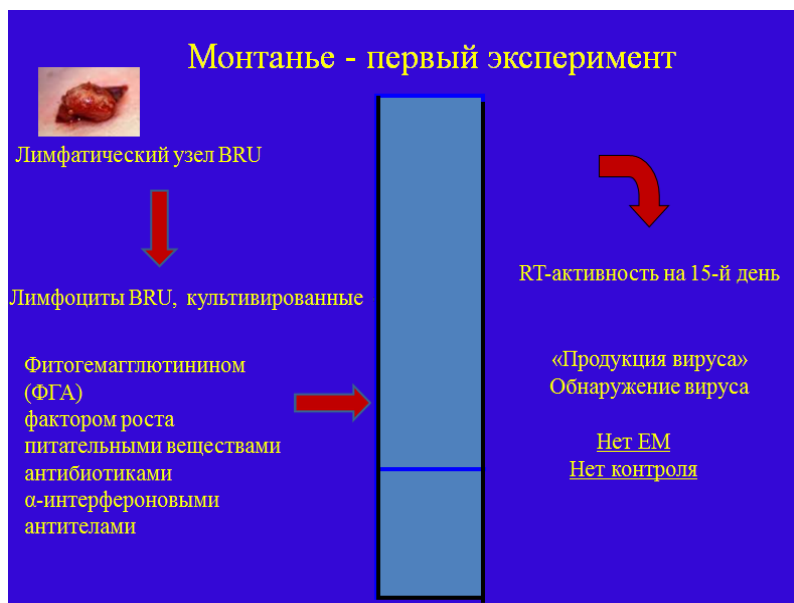 Монтанье - первый эксперимент
Лимфатический узел BRU
Лимфоциты BRU, культивированные
Фитогемагглютинином
(ФГА)
фактором роста
питательными веществами
антибиотиками
α-интерфероновыми
антителами
RT-активность на 15-й день
«Продукция вируса»
Обнаружение вируса
Нет ЕМ
Нет контроля